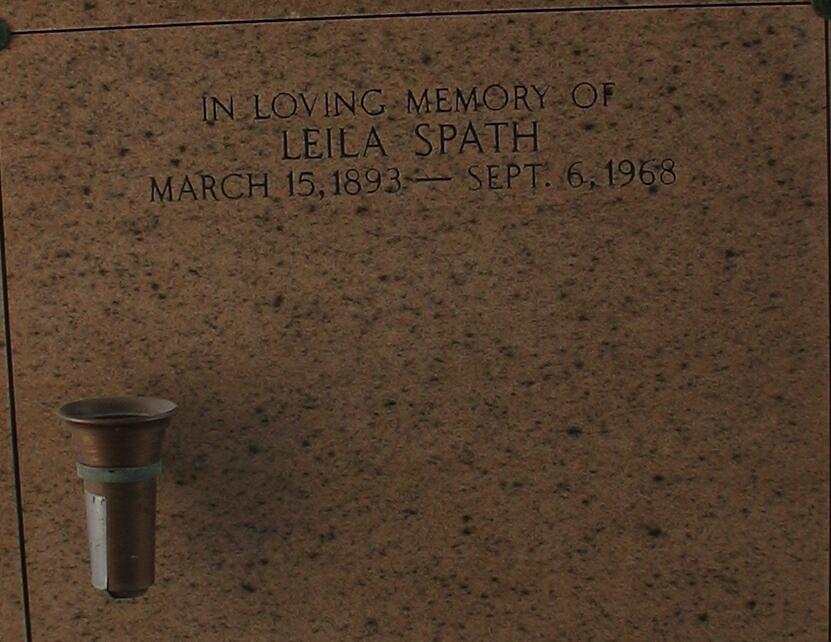 IN LOVING MEMORY OF
LEILA SPATH
MARCH 15, 1893 — SEPT. 6, 1968